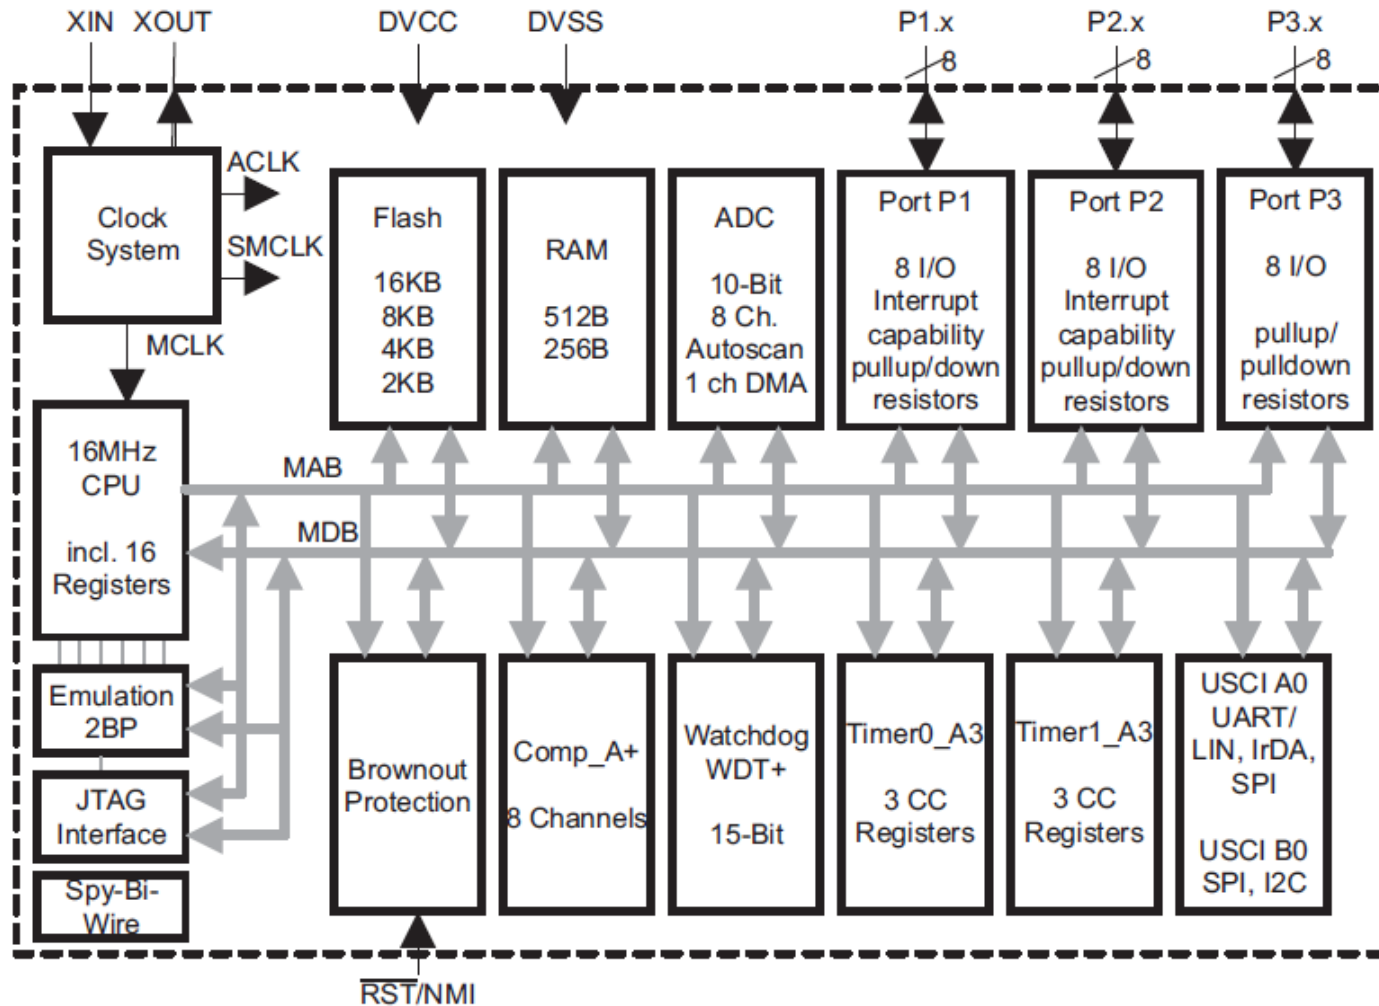 XIN XOUT DVCC DVSS P1.x P2.x P3.x
8 8 8
Clock
System
ACLK
SMCLK
MCLK
Flash
16KB
8KB
4KB
2KB
RAM
512B
256B
ADC
10-Bit
8 Ch.
Autoscan
1 ch DMA
Port P1
8 I/O
Interrupt
capability
pullup/down
resistors
Port P2
8 I/O
Interrupt
capability
pullup/down
resistors
Port P3
8 I/O
pullup/
pulldown
resistors
16MHz
CPU
incl. 16
Registers
MAB
MDB
Emulation
2BP
JTAG
Interface
Spy-Bi-
Wire
Brownout
Protection
Comp_A+
8 Channels
Watchdog
WDT+
15-Bit
Timer0_A3
3 CC
Registers
Timer1_A3
3 CC
Registers
USCI A0
UART/
LIN, IrDA,
SPI
USCI B0
SPI, I2C
RST/NMI